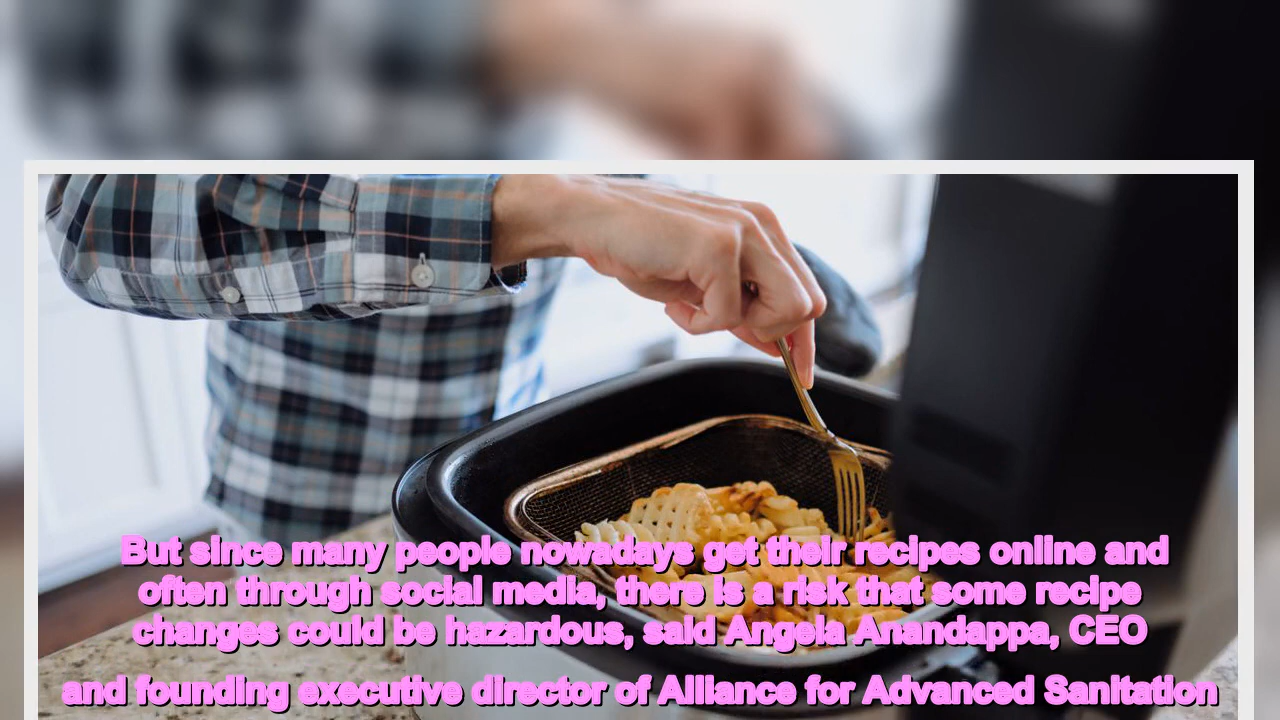 But since many people nowadays get their recipes online and
often through social media, there is a risk that some recipe
changes could be hazardous, said Angela Anandappa, CEO
and founding executive director of Alliance for Advanced Sanitation